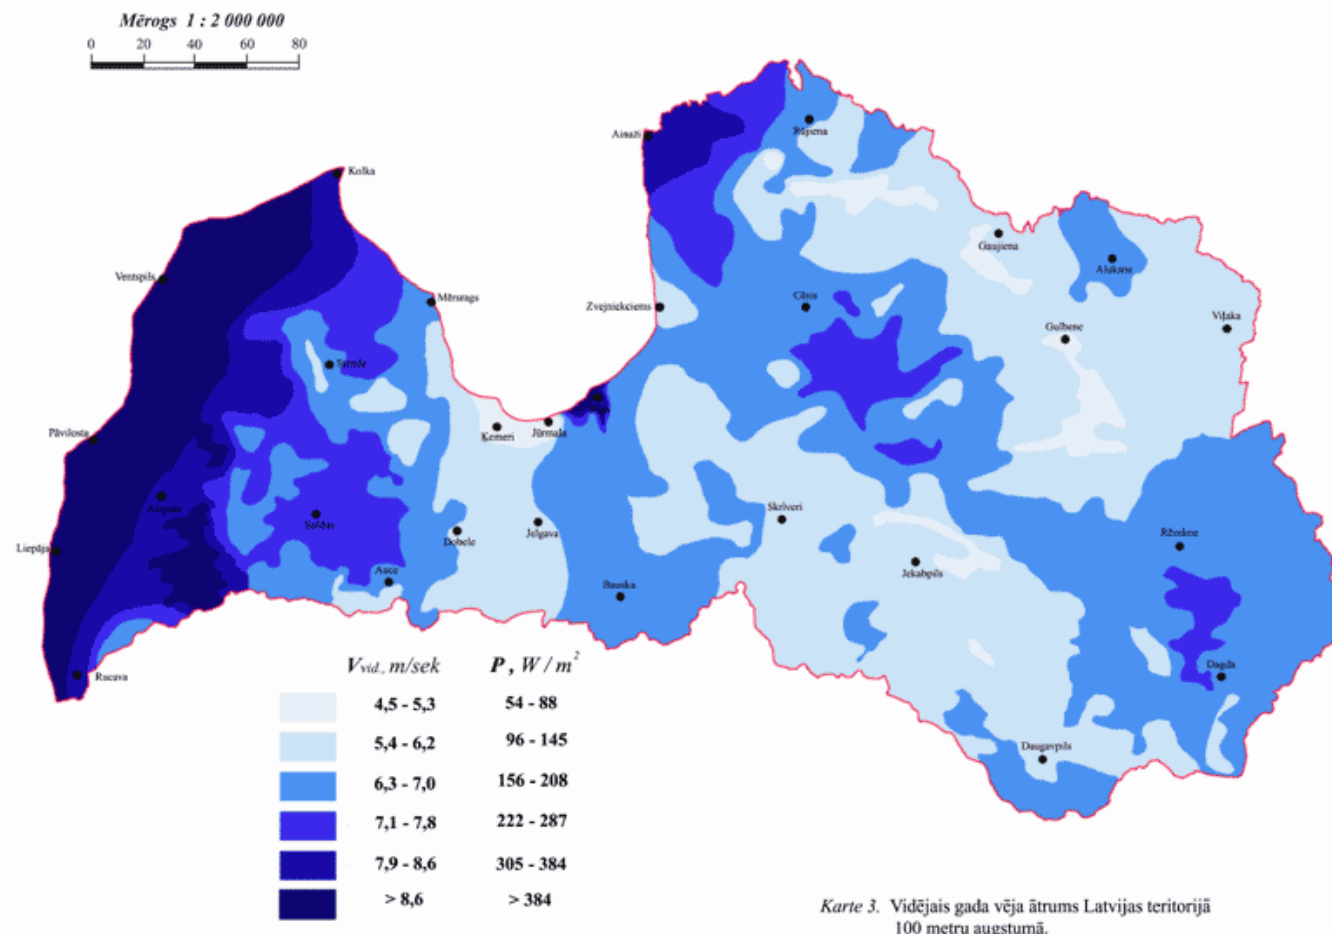 Mērogs 1 : 2 000 000
0 20 40 60 80
Ainaži
Rūjiena
Kolka
Gaujiena
Alūksne
Ventspils
Mērsrags
Zvejniekciems
Cēsis
Gulbene
Viļaka
Stende
Pāvilosta
Ķemeri
Jūrmala
Skrīveri
Saldus
Dobele
Jelgava
Rēzekne
Liepāja
Jēkabpils
Auce
Bauska
Rucava
Dagda
Daugavpils
Vvid., m/sek P , W / m²
4,5 - 5,3 54 - 88
5,4 - 6,2 96 - 145
6,3 - 7,0 156 - 208
7,1 - 7,8 222 - 287
7,9 - 8,6 305 - 384
> 8,6 > 384
Karte 3. Vidējais gada vēja ātrums Latvijas teritorijā
100 metru augstumā.